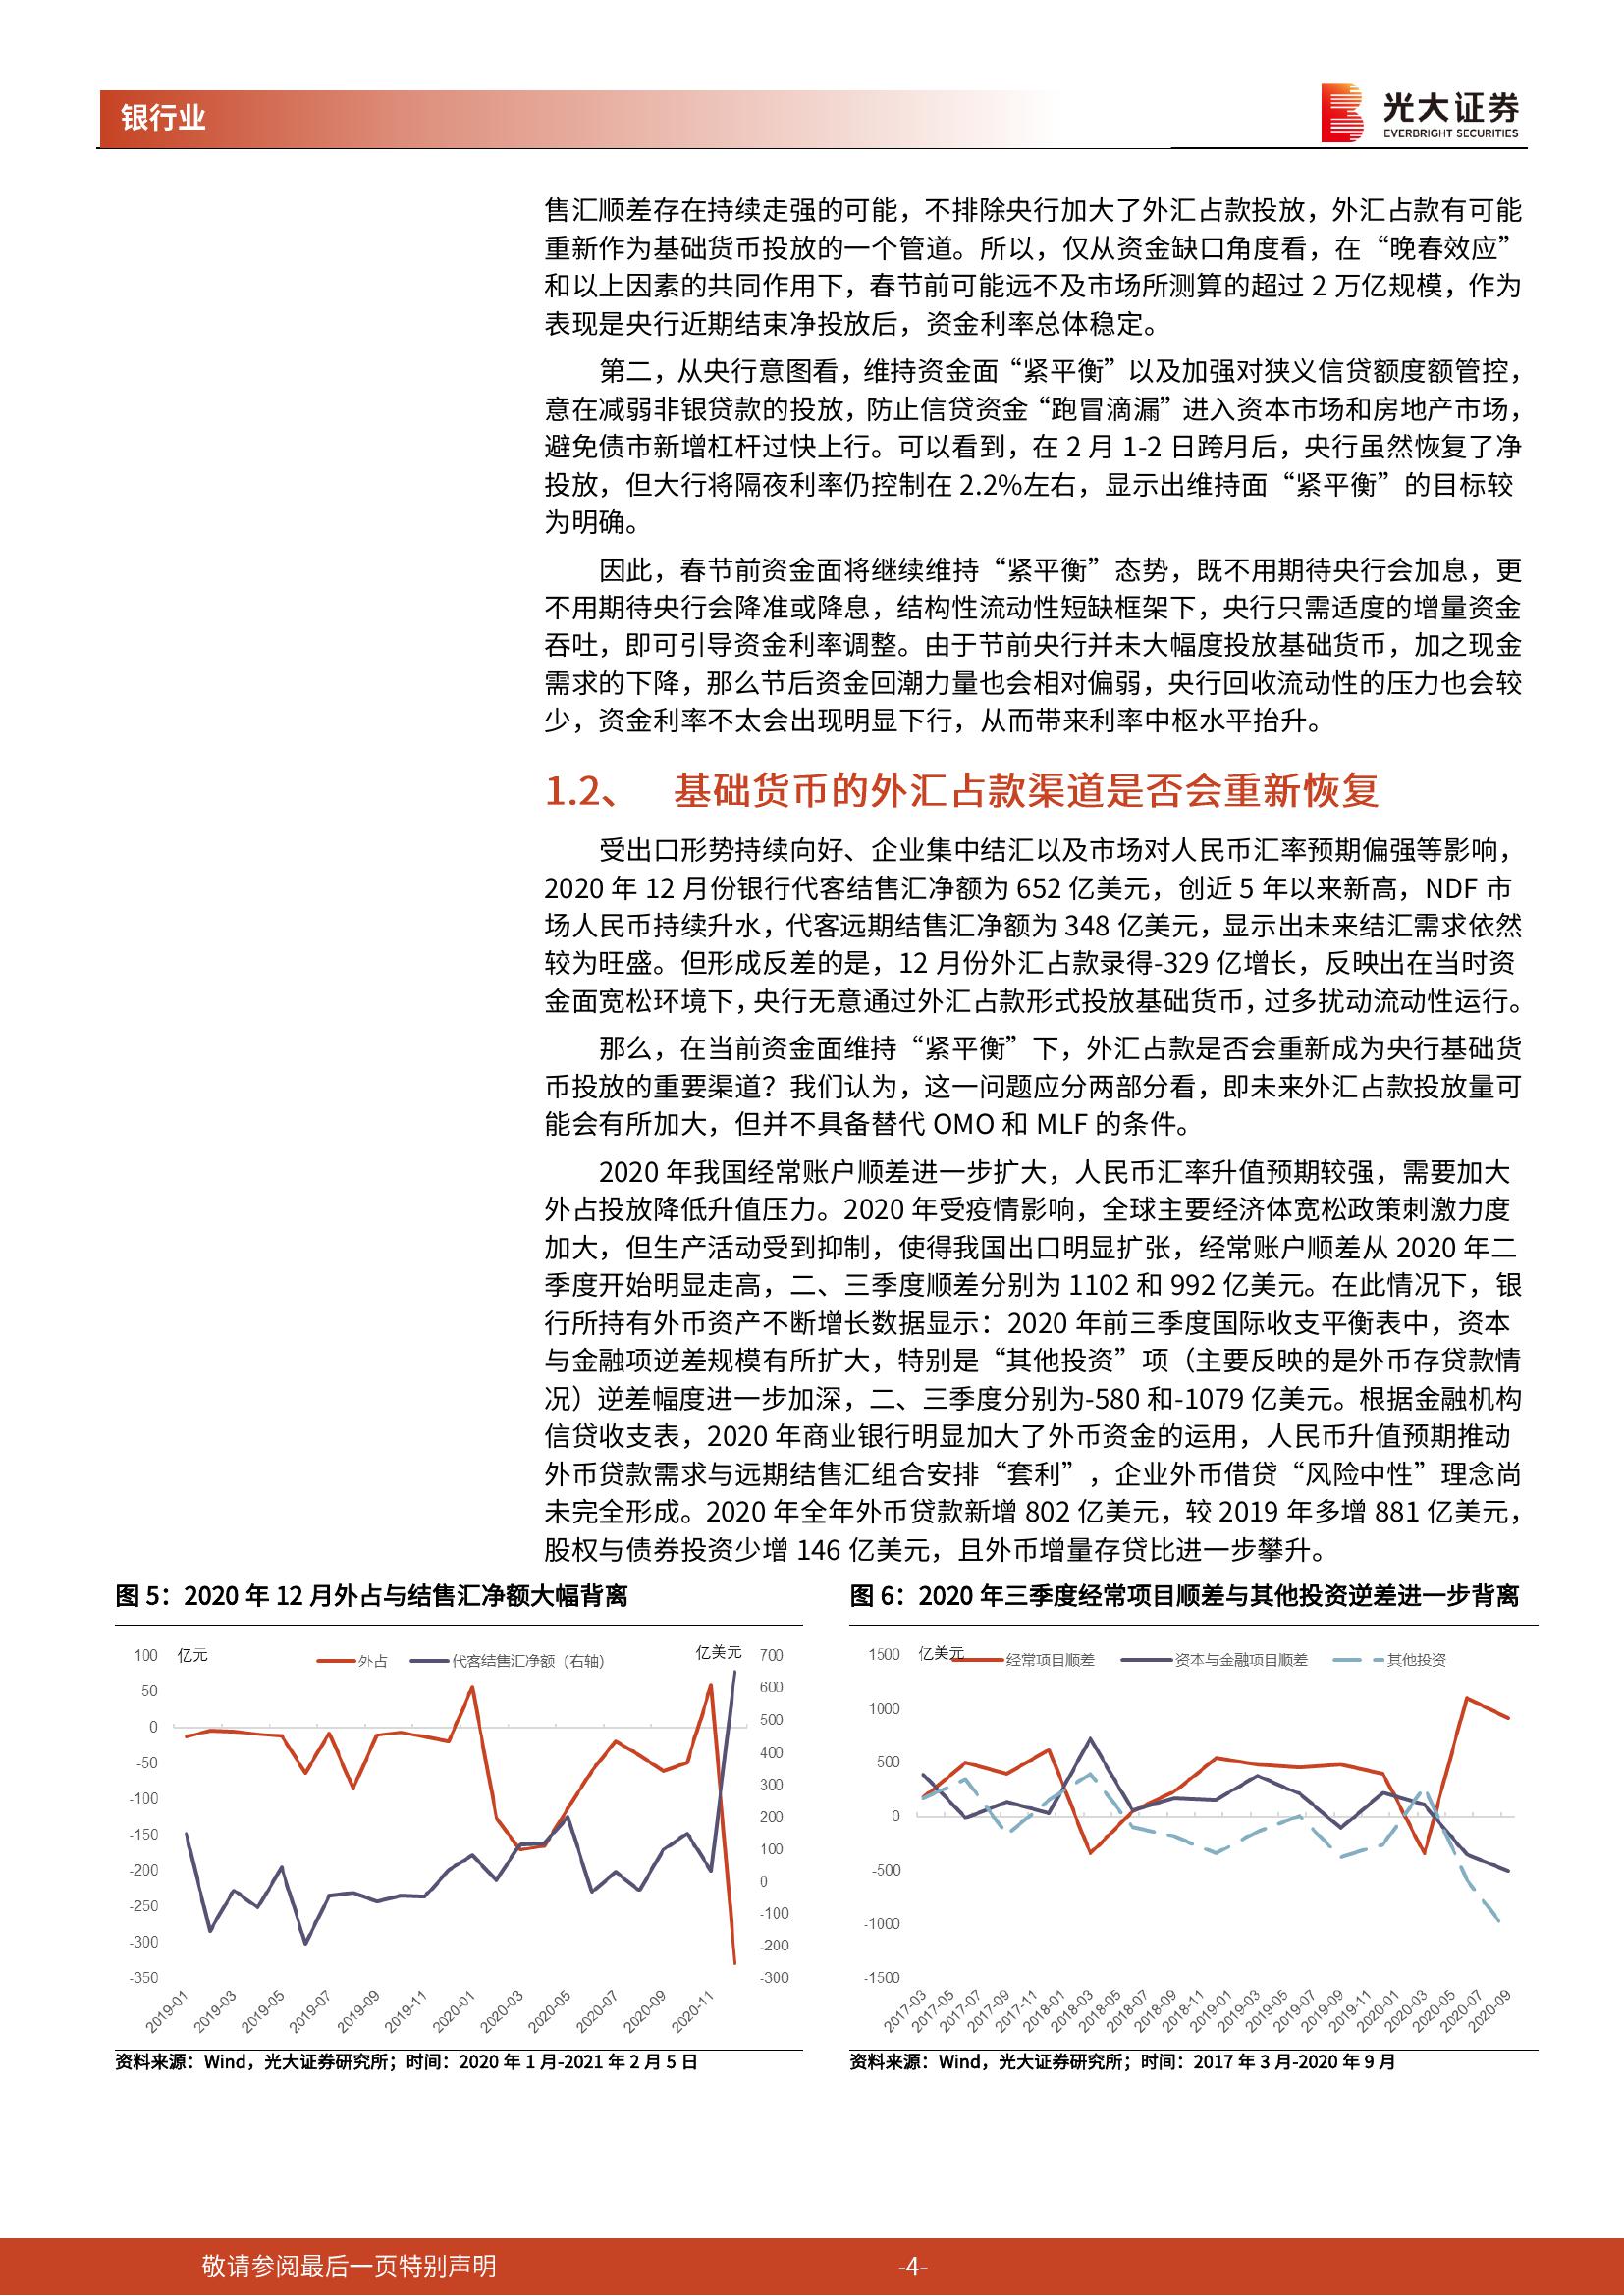 银行业
光大证券
EVERBRIGHT SECURITIES
售汇顺差存在持续走强的可能，不排除央行加大了外汇占款投放，外汇占款有可能
重新作为基础货币投放的一个管道。所以，仅从资金缺口角度看，在“晚春效应”
和以上因素的共同作用下，春节前可能远不及市场所测算的超过 2 万亿规模，作为
表现是央行近期结束净投放后，资金利率总体稳定。
第二，从央行意图看，维持资金面“紧平衡”以及加强对狭义信贷额度额管控，
意在减弱非银贷款的投放，防止信贷资金“跑冒滴漏”进入资本市场和房地产市场，
避免债市新增杠杆过快上行。可以看到，在 2 月 1-2 日跨月后，央行虽然恢复了净
投放，但大行将隔夜利率仍控制在 2.2%左右，显示出维持面“紧平衡”的目标较
为明确。
因此，春节前资金面将继续维持“紧平衡”态势，既不用期待央行会加息，更
不用期待央行会降准或降息，结构性流动性短缺框架下，央行只需适度的增量资金
吞吐，即可引导资金利率调整。由于节前央行并未大幅度投放基础货币，加之现金
需求的下降，那么节后资金回潮力量也会相对偏弱，央行回收流动性的压力也会较
少，资金利率不太会出现明显下行，从而带来利率中枢水平抬升。
1.2、 基础货币的外汇占款渠道是否会重新恢复
受出口形势持续向好、企业集中结汇以及市场对人民币汇率预期偏强等影响，
2020 年 12 月份银行代客结售汇净额为 652 亿美元，创近 5 年以来新高，NDF 市
场人民币持续升水，代客远期结售汇净额为 348 亿美元，显示出未来结汇需求依然
较为旺盛。但形成反差的是，12 月份外汇占款录得-329 亿增长，反映出在当时资
金面宽松环境下，央行无意通过外汇占款形式投放基础货币，过多扰动流动性运行。
那么，在当前资金面维持“紧平衡”下，外汇占款是否会重新成为央行基础货
币投放的重要渠道？我们认为，这一问题应分两部分看，即未来外汇占款投放量可
能会有所加大，但并不具备替代 OMO 和 MLF 的条件。
2020 年我国经常账户顺差进一步扩大，人民币汇率升值预期较强，需要加大
外占投放降低升值压力。2020 年受疫情影响，全球主要经济体宽松政策刺激力度
加大，但生产活动受到抑制，使得我国出口明显扩张，经常账户顺差从 2020 年二
季度开始明显走高，二、三季度顺差分别为 1102 和 992 亿美元。在此情况下，银
行所持有外币资产不断增长数据显示：2020 年前三季度国际收支平衡表中，资本
与金融项逆差规模有所扩大，特别是“其他投资”项（主要反映的是外币存贷款情
况）逆差幅度进一步加深，二、三季度分别为-580 和-1079 亿美元。根据金融机构
信贷收支表，2020 年商业银行明显加大了外币资金的运用，人民币升值预期推动
外币贷款需求与远期结售汇组合安排“套利”，企业外币借贷“风险中性”理念尚
未完全形成。2020 年全年外币贷款新增 802 亿美元，较 2019 年多增 881 亿美元，
股权与债券投资少增 146 亿美元，且外币增量存贷比进一步攀升。
图 5：2020 年 12 月外占与结售汇净额大幅背离
亿元
外占
代客结售汇净额（右轴）
亿美元
100
50
0
-50
-100
-150
-200
-250
-300
-350
700
600
500
400
300
200
100
0
-100
-200
-300
2019-01
2019-03
2019-05
2019-07
2019-09
2019-11
2020-01
2020-03
2020-05
2020-07
2020-09
2020-11
资料来源：Wind，光大证券研究所；时间：2020 年 1 月-2021 年 2 月 5 日
图 6：2020 年三季度经常项目顺差与其他投资逆差进一步背离
亿美元
经常项目顺差
资本与金融项目顺差
其他投资
1500
1000
500
0
-500
-1000
-1500
2017-03
2017-05
2017-07
2017-09
2017-11
2018-01
2018-03
2018-05
2018-07
2018-09
2018-11
2019-01
2019-03
2019-05
2019-07
2019-09
2019-11
2020-01
2020-03
2020-05
2020-07
2020-09
资料来源：Wind，光大证券研究所；时间：2017 年 3 月-2020 年 9 月
敬请参阅最后一页特别声明
-4-